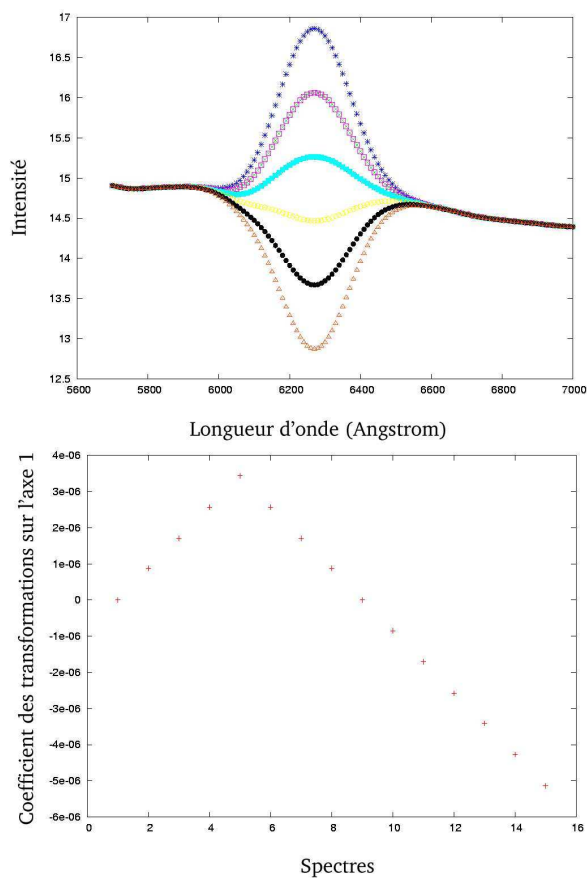 17
16.5
16
15.5
15
14.5
14
13.5
13
12.5
Intensité
5600 5800 6000 6200 6400 6600 6800 7000
Longueur d'onde (Angstrom)
4e-06
3e-06
2e-06
1e-06
0
-1e-06
-2e-06
-3e-06
-4e-06
-5e-06
-6e-06
Coefficient des transformations sur l'axe 1
0 2 4 6 8 10 12 14 16
Spectres